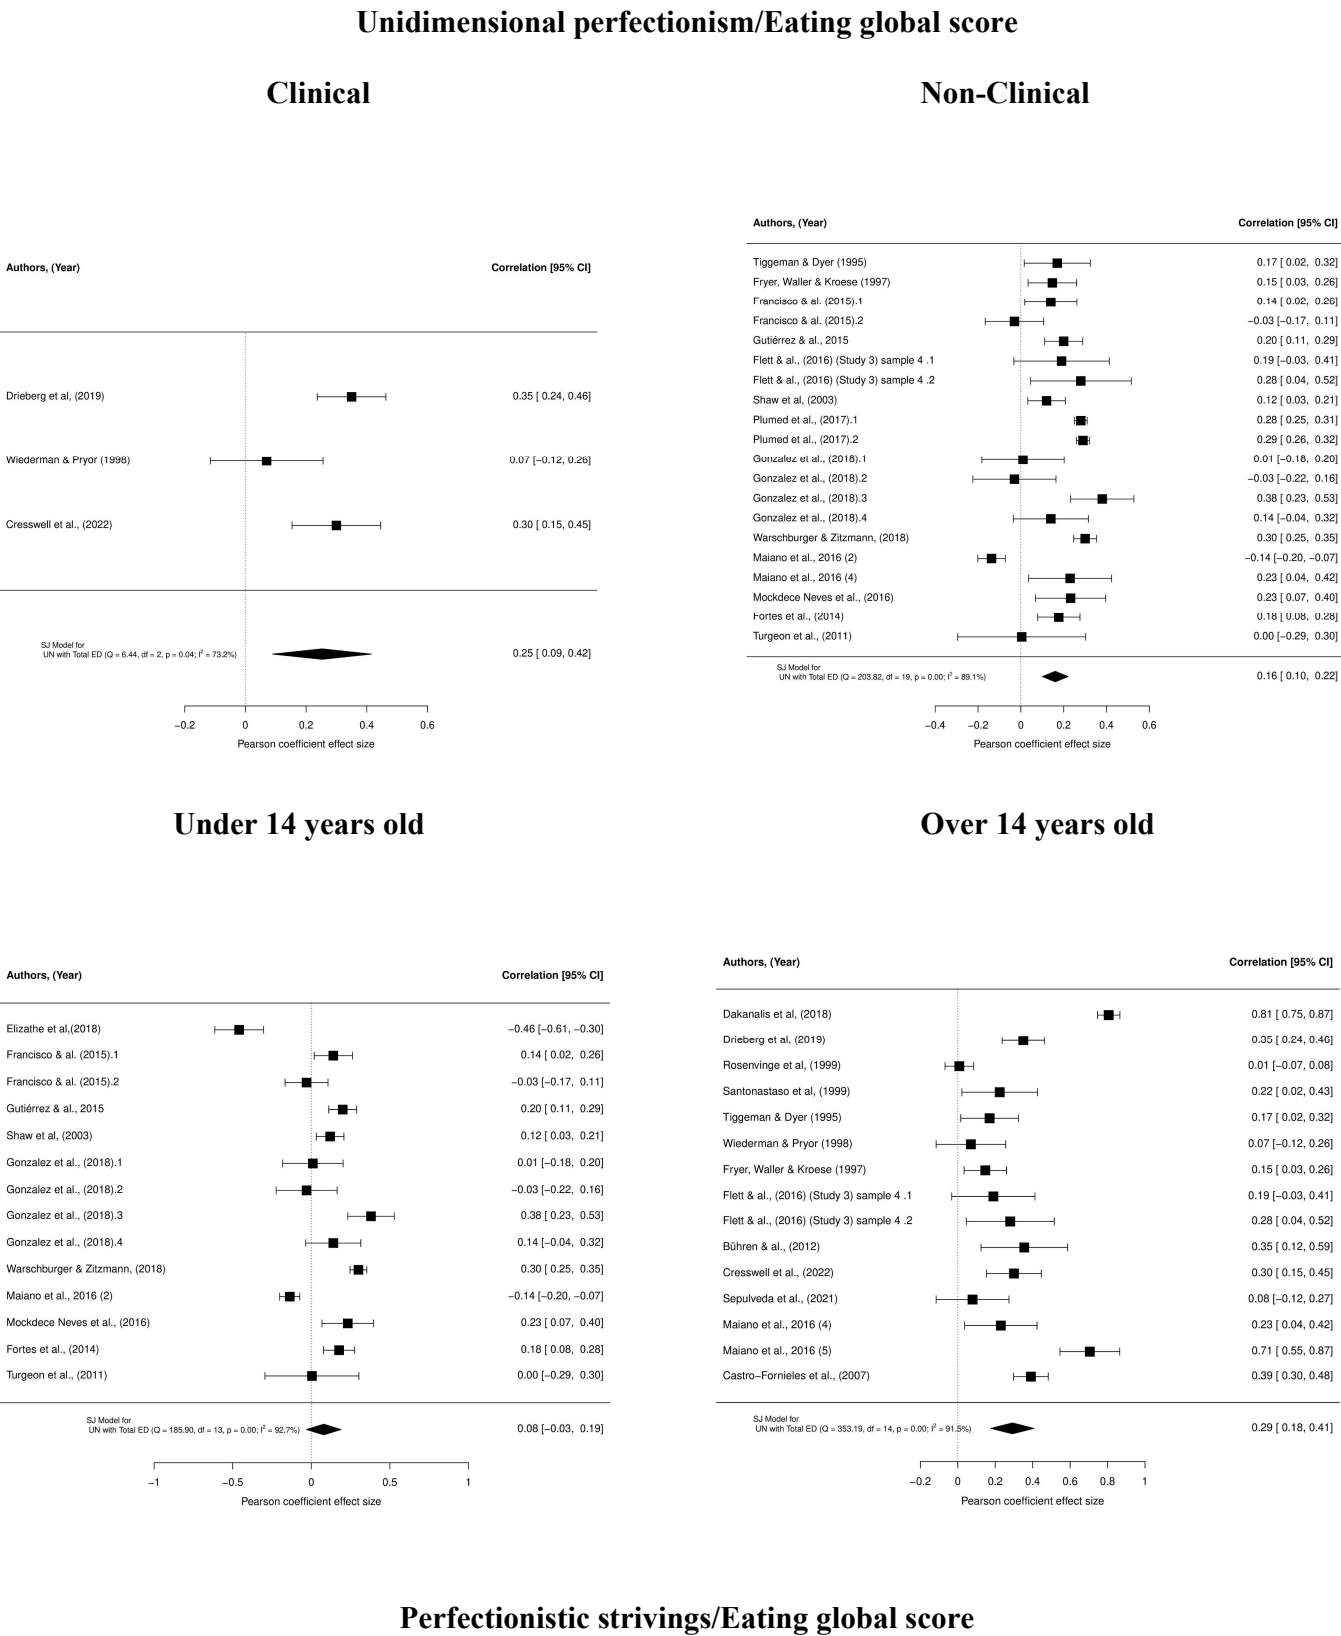 Unidimensional perfectionism/Eating global score
Clinical
Non-Clinical
Authors, (Year) Correlation [95% CI]
Drieberg et al, (2019) 0.35 [ 0.24, 0.46]
Wiederman & Pryor (1998) 0.07 [−0.12, 0.26]
Cresswell et al., (2022) 0.30 [ 0.15, 0.45]
SJ Model for
UN with Total ED (Q = 6.44, df = 2, p = 0.04; I² = 73.2%) 0.25 [ 0.09, 0.42]
−0.2 0 0.2 0.4 0.6
Pearson coefficient effect size
Authors, (Year) Correlation [95% CI]
Tiggeman & Dyer (1995) 0.17 [ 0.02, 0.32]
Fryer, Waller & Kroese (1997) 0.15 [ 0.03, 0.26]
Francisco & al. (2015).1 0.14 [ 0.02, 0.26]
Francisco & al. (2015).2 −0.03 [−0.17, 0.11]
Gutiérrez & al., 2015 0.20 [ 0.11, 0.29]
Flett & al., (2016) (Study 3) sample 4 .1 0.19 [−0.03, 0.41]
Flett & al., (2016) (Study 3) sample 4 .2 0.28 [ 0.04, 0.52]
Shaw et al, (2003) 0.12 [ 0.03, 0.21]
Plumed et al., (2017).1 0.28 [ 0.25, 0.31]
Plumed et al., (2017).2 0.29 [ 0.26, 0.32]
Gonzalez et al., (2018).1 0.01 [−0.18, 0.20]
Gonzalez et al., (2018).2 −0.03 [−0.22, 0.16]
Gonzalez et al., (2018).3 0.38 [ 0.23, 0.53]
Gonzalez et al., (2018).4 0.14 [−0.04, 0.32]
Warschburger & Zitzmann, (2018) 0.30 [ 0.25, 0.35]
Maiano et al., 2016 (2) −0.14 [−0.20, −0.07]
Maiano et al., 2016 (4) 0.23 [ 0.04, 0.42]
Mockdece Neves et al., (2016) 0.23 [ 0.07, 0.40]
Fortes et al., (2014) 0.18 [ 0.08, 0.28]
Turgeon et al., (2011) 0.00 [−0.29, 0.30]
SJ Model for
UN with Total ED (Q = 203.82, df = 19, p = 0.00; I² = 89.1%) 0.16 [ 0.10, 0.22]
−0.4 −0.2 0 0.2 0.4 0.6
Pearson coefficient effect size
Under 14 years old
Over 14 years old
Authors, (Year) Correlation [95% CI]
Elizathe et al,(2018) −0.46 [−0.61, −0.30]
Francisco & al. (2015).1 0.14 [ 0.02, 0.26]
Francisco & al. (2015).2 −0.03 [−0.17, 0.11]
Gutiérrez & al., 2015 0.20 [ 0.11, 0.29]
Shaw et al, (2003) 0.12 [ 0.03, 0.21]
Gonzalez et al., (2018).1 0.01 [−0.18, 0.20]
Gonzalez et al., (2018).2 −0.03 [−0.22, 0.16]
Gonzalez et al., (2018).3 0.38 [ 0.23, 0.53]
Gonzalez et al., (2018).4 0.14 [−0.04, 0.32]
Warschburger & Zitzmann, (2018) 0.30 [ 0.25, 0.35]
Maiano et al., 2016 (2) −0.14 [−0.20, −0.07]
Mockdece Neves et al., (2016) 0.23 [ 0.07, 0.40]
Fortes et al., (2014) 0.18 [ 0.08, 0.28]
Turgeon et al., (2011) 0.00 [−0.29, 0.30]
SJ Model for
UN with Total ED (Q = 185.90, df = 13, p = 0.00; I² = 92.7%) 0.08 [−0.03, 0.19]
−1 −0.5 0 0.5 1
Pearson coefficient effect size
Authors, (Year) Correlation [95% CI]
Dakanalis et al, (2018) 0.81 [ 0.75, 0.87]
Drieberg et al, (2019) 0.35 [ 0.24, 0.46]
Rosenvinge et al, (1999) 0.01 [−0.07, 0.08]
Santonastaso et al, (1999) 0.22 [ 0.02, 0.43]
Tiggeman & Dyer (1995) 0.17 [ 0.02, 0.32]
Wiederman & Pryor (1998) 0.07 [−0.12, 0.26]
Fryer, Waller & Kroese (1997) 0.15 [ 0.03, 0.26]
Flett & al., (2016) (Study 3) sample 4 .1 0.19 [−0.03, 0.41]
Flett & al., (2016) (Study 3) sample 4 .2 0.28 [ 0.04, 0.52]
Bühren & al., (2012) 0.35 [ 0.12, 0.59]
Cresswell et al., (2022) 0.30 [ 0.15, 0.45]
Sepulveda et al., (2021) 0.08 [−0.12, 0.27]
Maiano et al., 2016 (4) 0.23 [ 0.04, 0.42]
Maiano et al., 2016 (5) 0.71 [ 0.55, 0.87]
Castro−Fornieles et al., (2007) 0.39 [ 0.30, 0.48]
SJ Model for
UN with Total ED (Q = 353.19, df = 14, p = 0.00; I² = 91.5%) 0.29 [ 0.18, 0.41]
−0.2 0 0.2 0.4 0.6 0.8 1
Pearson coefficient effect size
Perfectionistic strivings/Eating global score